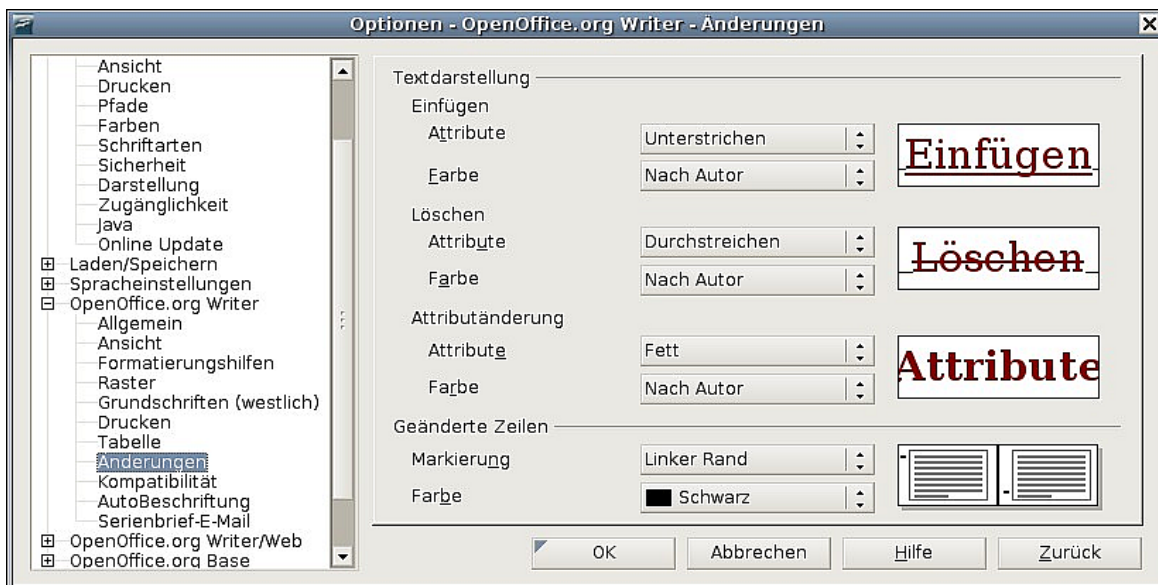 Optionen - OpenOffice.org Writer - Änderungen
Ansicht
Drucken
Pfade
Farben
Schriftarten
Sicherheit
Darstellung
Zugänglichkeit
Java
Online Update
Laden/Speichern
Spracheinstellungen
OpenOffice.org Writer
Allgemein
Ansicht
Formatierungshilfen
Raster
Grundschriften (westlich)
Drucken
Tabelle
Änderungen
Kompatibilität
AutoBeschriftung
Serienbrief-E-Mail
OpenOffice.org Writer/Web
OpenOffice.org Base
Textdarstellung
Einfügen
Attribute Unterstrichen
Farbe Nach Autor
Einfügen
Löschen
Attribute Durchstreichen
Farbe Nach Autor
Löschen
Attributänderung
Attribute Fett
Farbe Nach Autor
Attribute
Geänderte Zeilen
Markierung Linker Rand
Farbe Schwarz
OK Abbrechen Hilfe Zurück